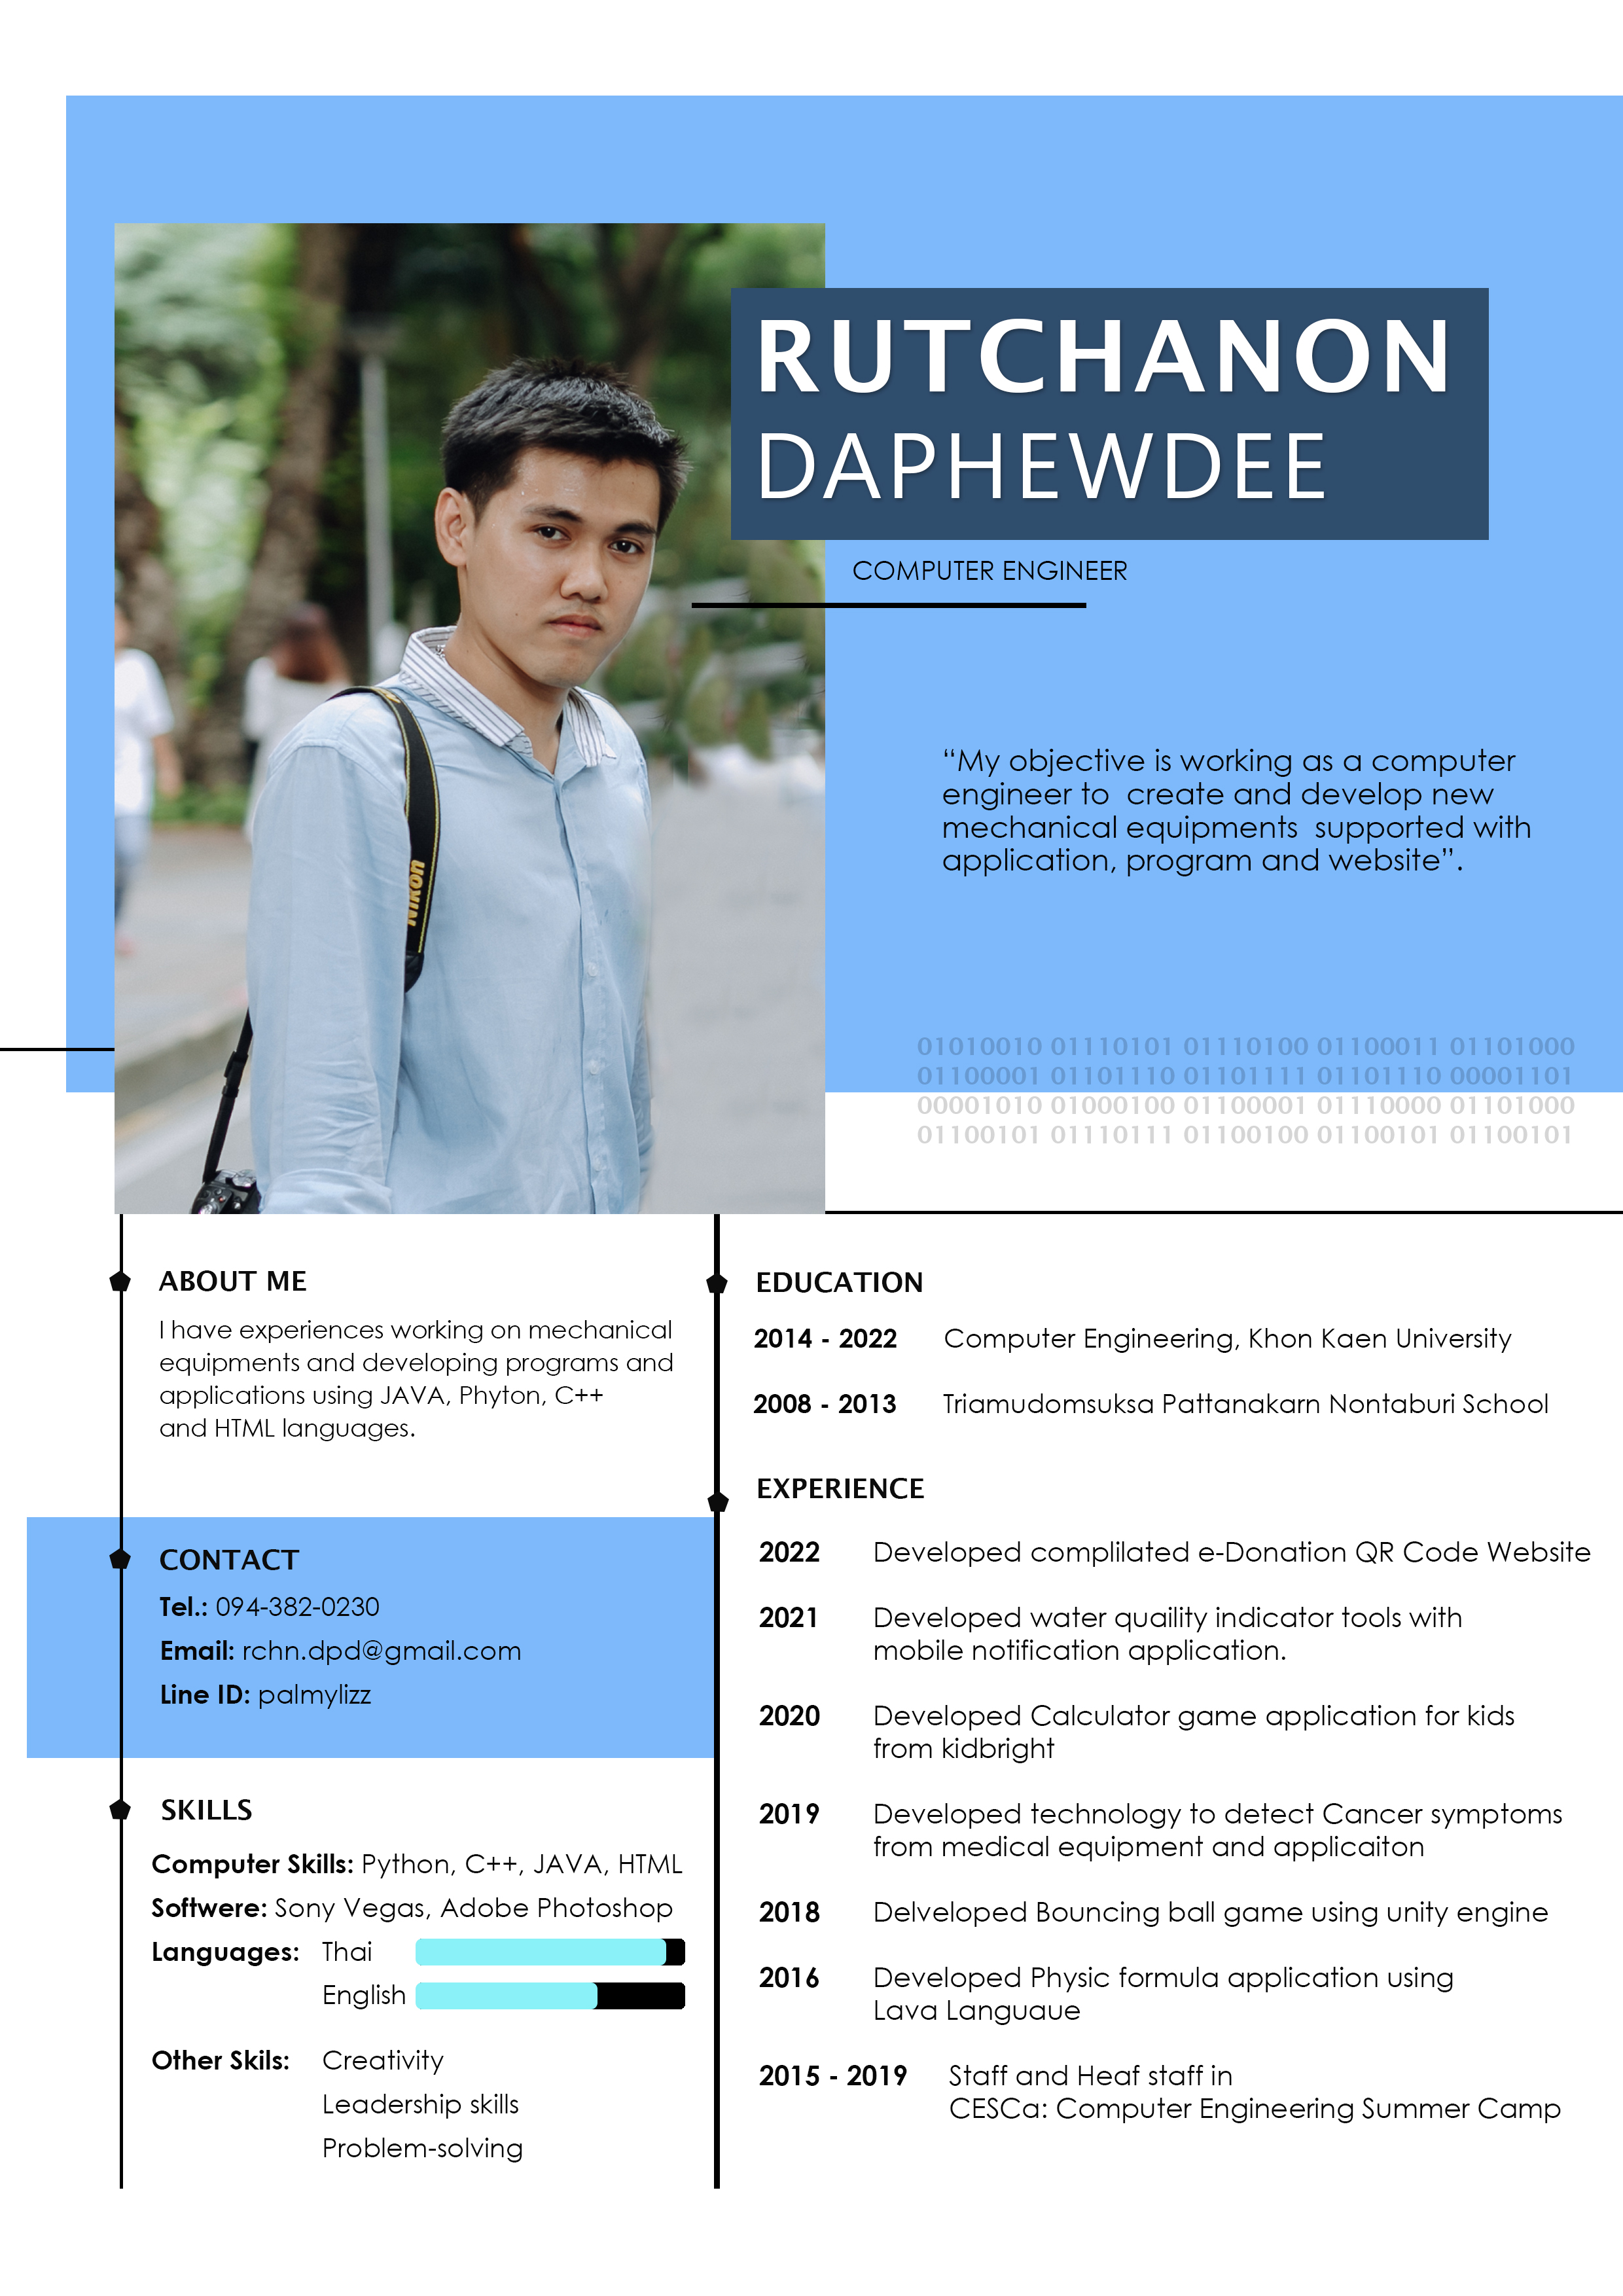 RUTCHANON
DAPHEWDEE
COMPUTER ENGINEER
“My objective is working as a computer
engineer to  create and develop new
mechanical equipments  supported with
application, program and website”.
Nikon
01010010 01110101 01110100 01100011 01101000
01100001 01101110 01101111 01101110 00001101
00001010 01000100 01100001 01110000 01101000
01100101 01110111 01100100 01100101 01100101
ABOUT ME
I have experiences working on mechanical
equipments and developing programs and
applications using JAVA, Phyton, C++
and HTML languages.
CONTACT
Tel.: 094-382-0230
Email: rchn.dpd@gmail.com
Line ID: palmylizz
SKILLS
Computer Skills: Python, C++, JAVA, HTML
Softwere: Sony Vegas, Adobe Photoshop
Languages: Thai
English
Other Skils: Creativity
Leadership skills
Problem-solving
EDUCATION
2014 - 2022 Computer Engineering, Khon Kaen University
2008 - 2013 Triamudomsuksa Pattanakarn Nontaburi School
EXPERIENCE
2022 Developed complilated e-Donation QR Code Website
2021 Developed water quaility indicator tools with
mobile notification application.
2020 Developed Calculator game application for kids
from kidbright
2019 Developed technology to detect Cancer symptoms
from medical equipment and applicaiton
2018 Delveloped Bouncing ball game using unity engine
2016 Developed Physic formula application using
Lava Languaue
2015 - 2019 Staff and Heaf staff in
CESCa: Computer Engineering Summer Camp